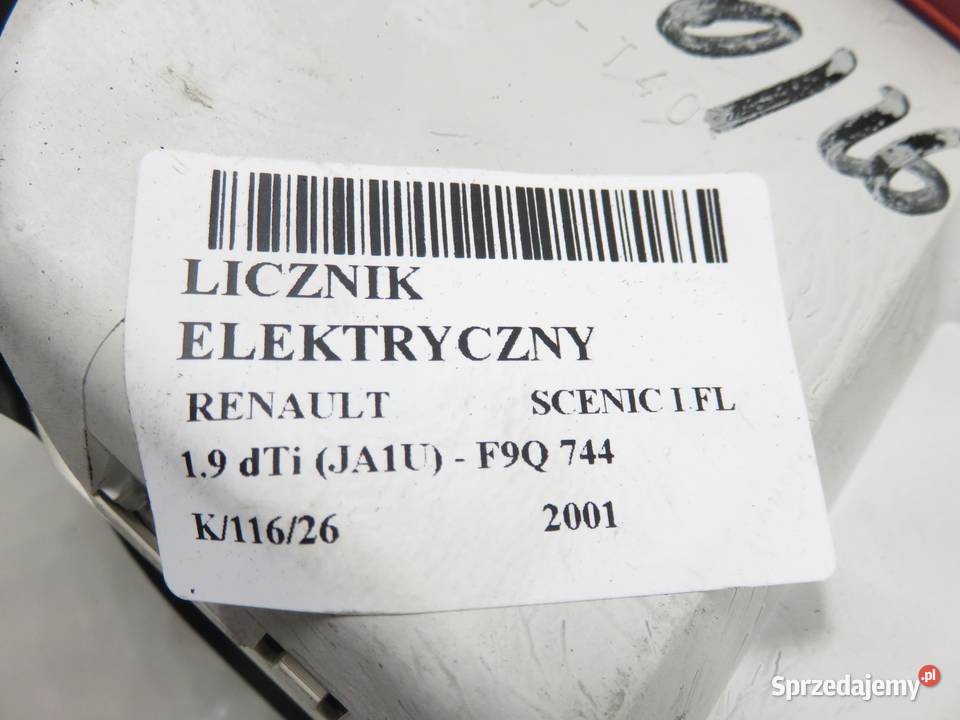 LICZNIK
ELEKTRYCZNY
RENAULT SCENIC I FL
1.9 dTi (JA1U) - F9Q 744
K/116/26 2001
Sprzedajemy.pl